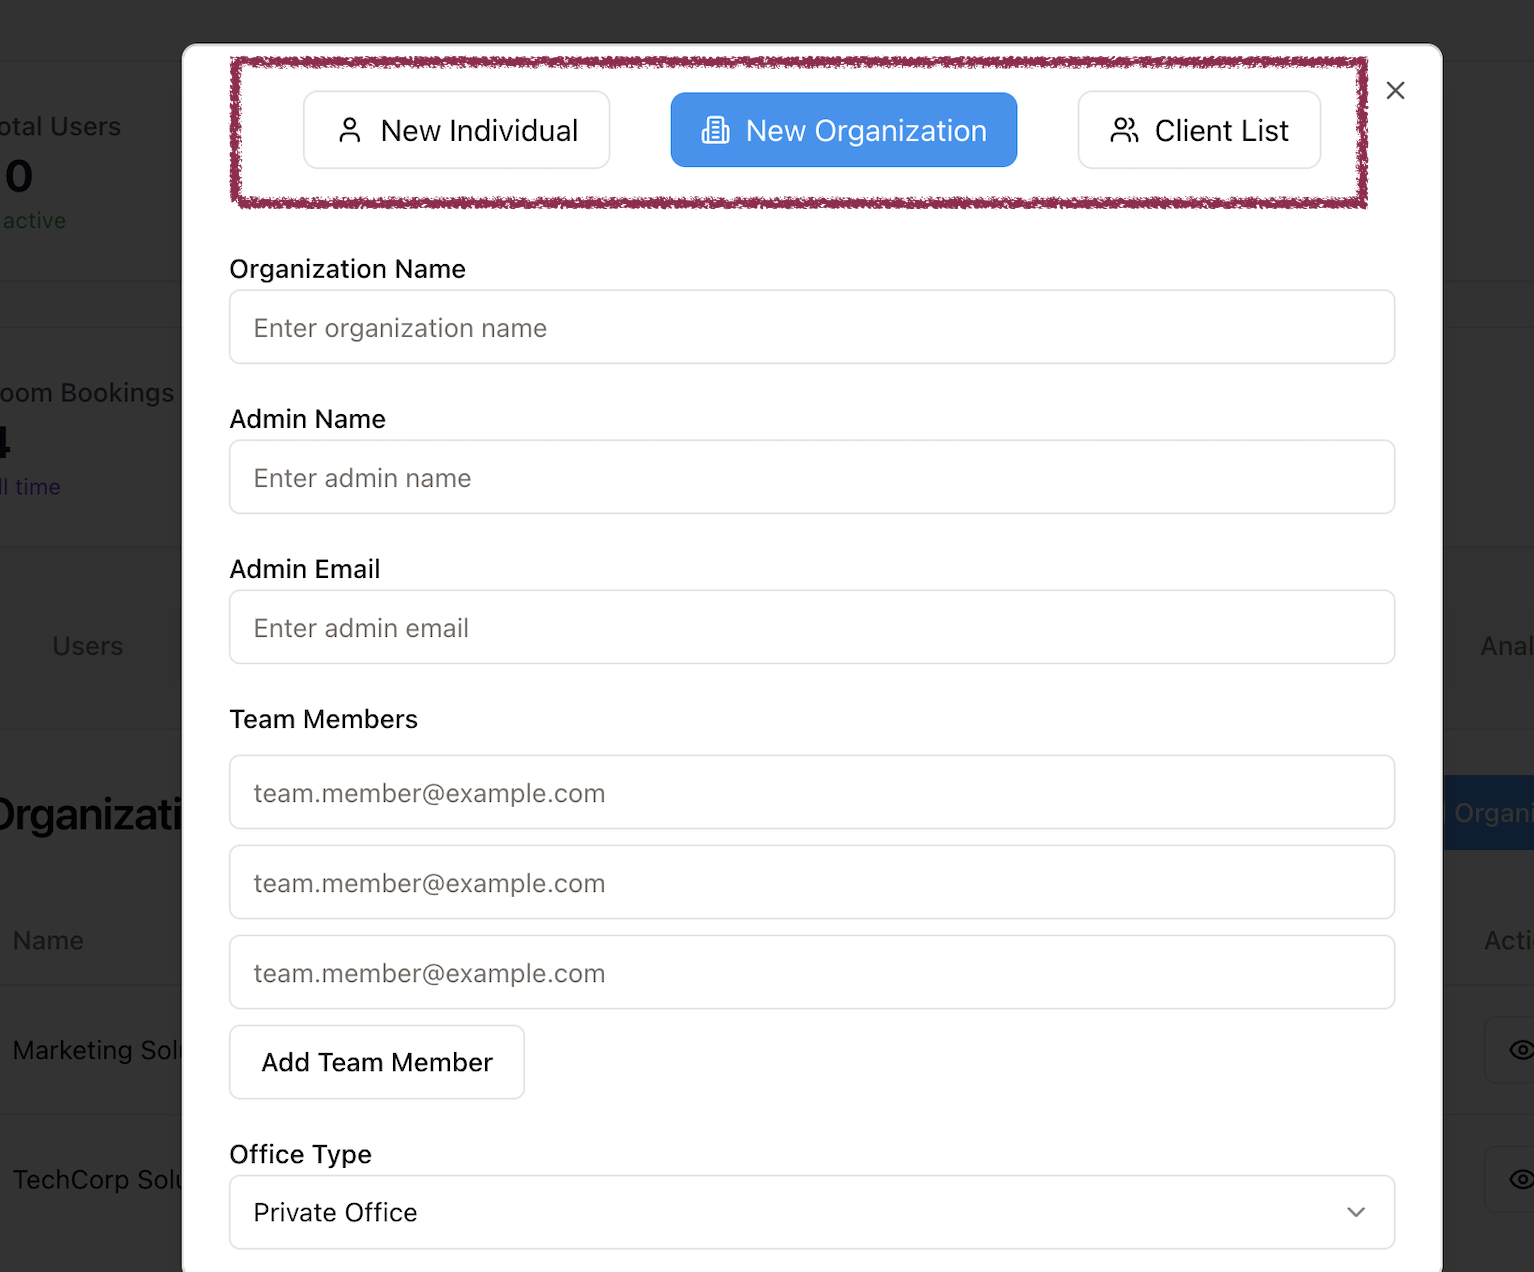 New Individual
New Organization
Client List
Organization Name
Enter organization name
Admin Name
Enter admin name
Admin Email
Enter admin email
Team Members
team.member@example.com
team.member@example.com
team.member@example.com
Add Team Member
Office Type
Private Office
otal Users
0
active
oom Bookings
4
ll time
Users
Anal
Organizati
Organi
Name
Acti
Marketing Solu
TechCorp Solu